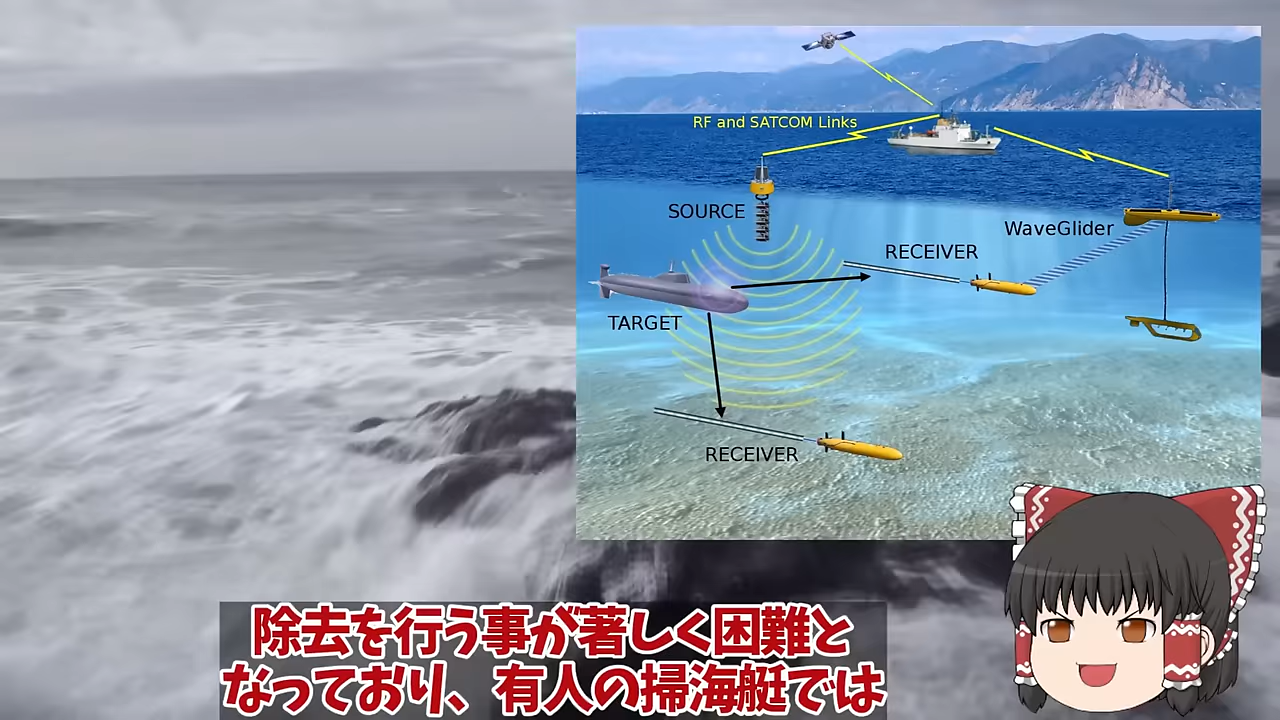 RF and SATCOM Links
SOURCE
WaveGlider
RECEIVER
TARGET
RECEIVER
除去を行う事が著しく困難と
なっており、有人の掃海艇では